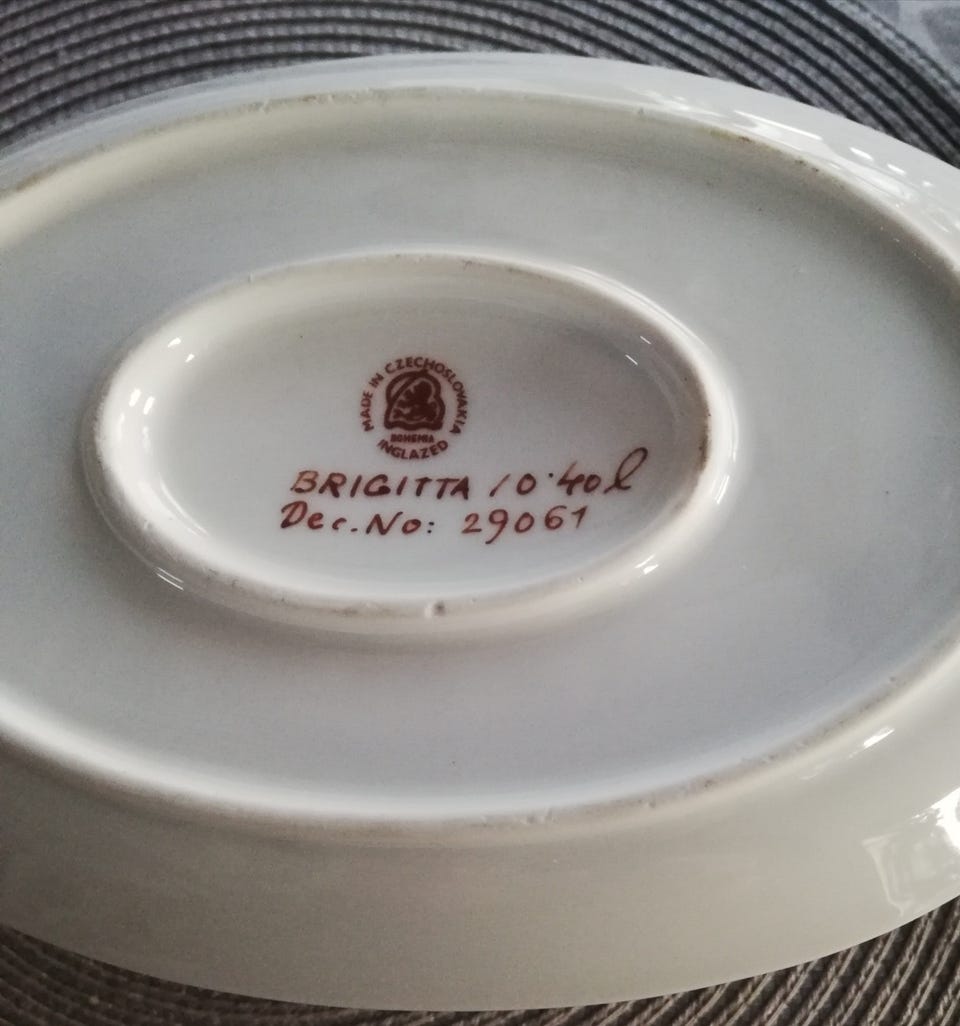 MADE IN CZECHOSLOVAKIA
BOHEMIA
INGLAZED
BRIGITTA 10·40l
Dec.No: 29061